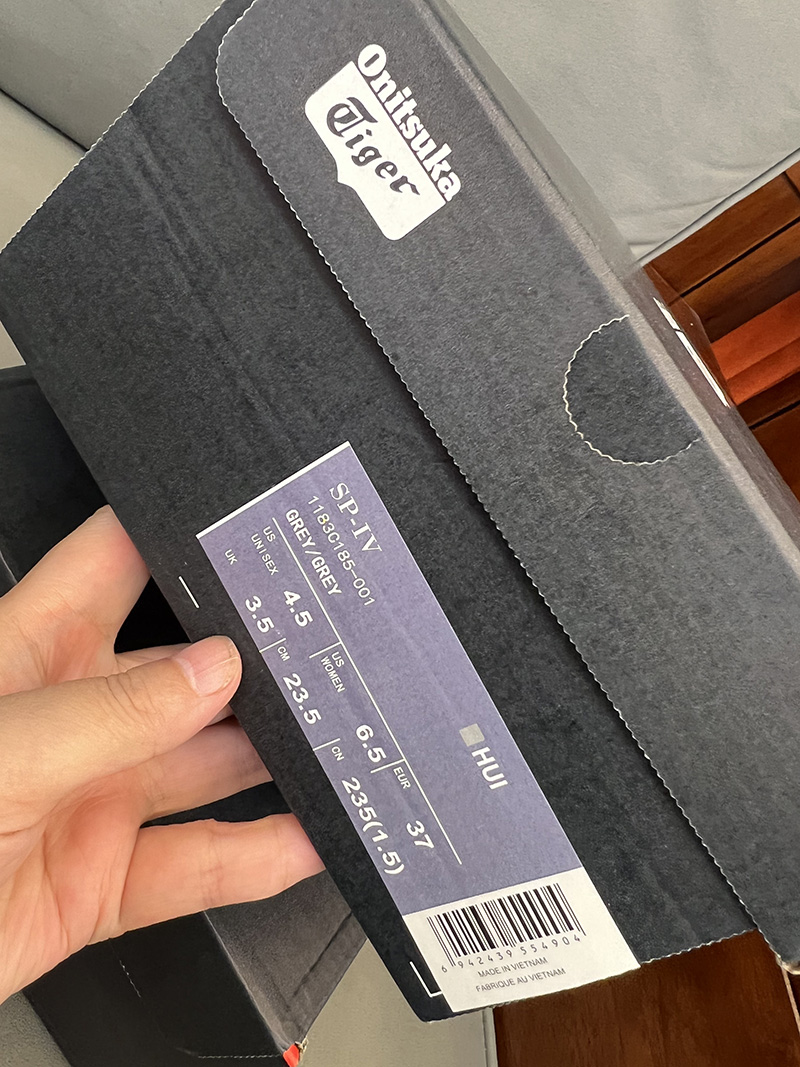 Onitsuka
Tiger
SP-IV
1183C185-001
GREY/GREY
HUI
US UNISEX 4.5 US WOMEN 6.5 EUR 37
UK 3.5 CM 23.5 CN 235(1.5)
6 942439 554904
MADE IN VIETNAM
FABRIQUE AU VIETNAM